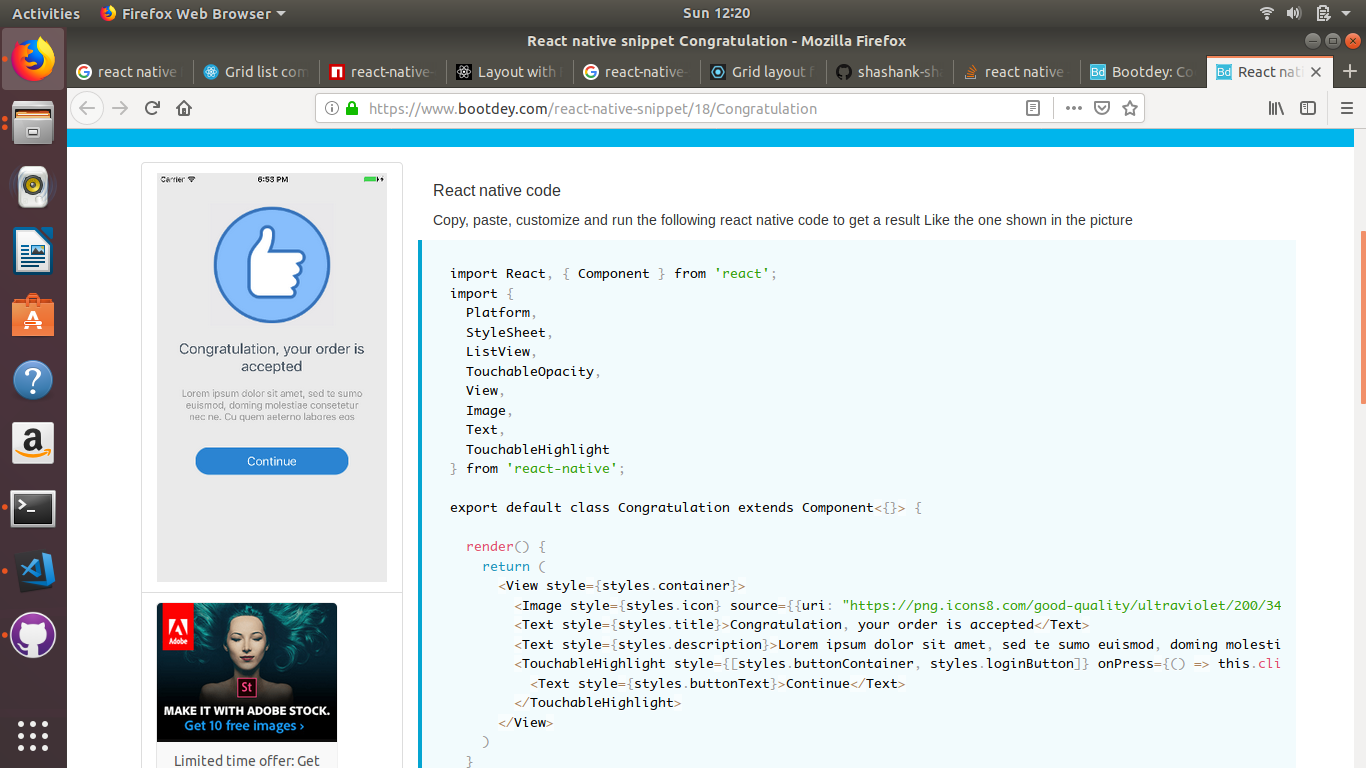 Activities
Firefox Web Browser
Sun 12:20
React native snippet Congratulation - Mozilla Firefox
react native
Grid list com
react-native-
Layout with
react-native-
Grid layout f
shashank-sha
react native
Bootdey: Co
React nati
https://www.bootdey.com/react-native-snippet/18/Congratulation
Carrier
6:53 PM
Congratulation, your order is
accepted
Lorem ipsum dolor sit amet, sed te sumo
euismod, doming molestiae consetetur
nec ne. Cu quem aeterno labores eos
Continue
Adobe
St
MAKE IT WITH ADOBE STOCK.
Get 10 free images ›
Limited time offer: Get
React native code
Copy, paste, customize and run the following react native code to get a result Like the one shown in the picture
import React, { Component } from 'react';
import {
  Platform,
  StyleSheet,
  ListView,
  TouchableOpacity,
  View,
  Image,
  Text,
  TouchableHighlight
} from 'react-native';
export default class Congratulation extends Component<{}> {
  render() {
    return (
      <View style={styles.container}>
        <Image style={styles.icon} source={{uri: "https://png.icons8.com/good-quality/ultraviolet/200/34
        <Text style={styles.title}>Congratulation, your order is accepted</Text>
        <Text style={styles.description}>Lorem ipsum dolor sit amet, sed te sumo euismod, doming molesti
        <TouchableHighlight style={[styles.buttonContainer, styles.loginButton]} onPress={() => this.cli
          <Text style={styles.buttonText}>Continue</Text>
        </TouchableHighlight>
      </View>
    )
  }